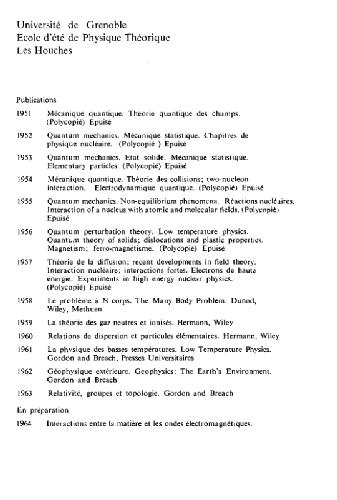 Université de Grenoble
Ecole d'été de Physique Théorique
Les Houches
Publications
1951 Mécanique quantique. Théorie quantique des champs.
(Polycopié) Epuisé
1952 Quantum mechanics. Mécanique statistique. Chapitres de
physique nucléaire. (Polycopié ) Epuisé
1953 Quantum mechanics. Etat solide. Mécanique statistique.
Elementary particles. (Polycopié) Epuisé
1954 Mécanique quantique. Théorie des collisions; two-nucleon
interaction. Electrodynamique quantique. (Polycopié) Epuisé
1955 Quantum mechanics. Non-equilibrium phenomena. Réactions nucléaires.
Interaction of a nucleus with atomic and molecular fields. (Polycopié)
Epuisé
1956 Quantum perturbation theory. Low temperature physics.
Quantum theory of solids; dislocations and plastic properties.
Magnetism; ferro-magnétisme. (Polycopié) Epuisé
1957 Théorie de la diffusion; recent developments in field theory.
Interaction nucléaire; interactions fortes. Electrons de haute
énergie. Experiments in high energy nuclear physics.
(Polycopié) Epuisé
1958 Le problème à N corps. The Many Body Problem. Dunod,
Wiley, Methuen
1959 La théorie des gaz neutres et ionisés. Hermann, Wiley
1960 Relations de dispersion et particules élémentaires. Hermann, Wiley
1961 La physique des basses températures. Low Temperature Physics.
Gordon and Breach, Presses Universitaires
1962 Géophysique extérieure. Geophysics: The Earth's Environment.
Gordon and Breach
1963 Relativité, groupes et topologie. Gordon and Breach
En préparation
1964 Interactions entre la matière et les ondes électromagnétiques.